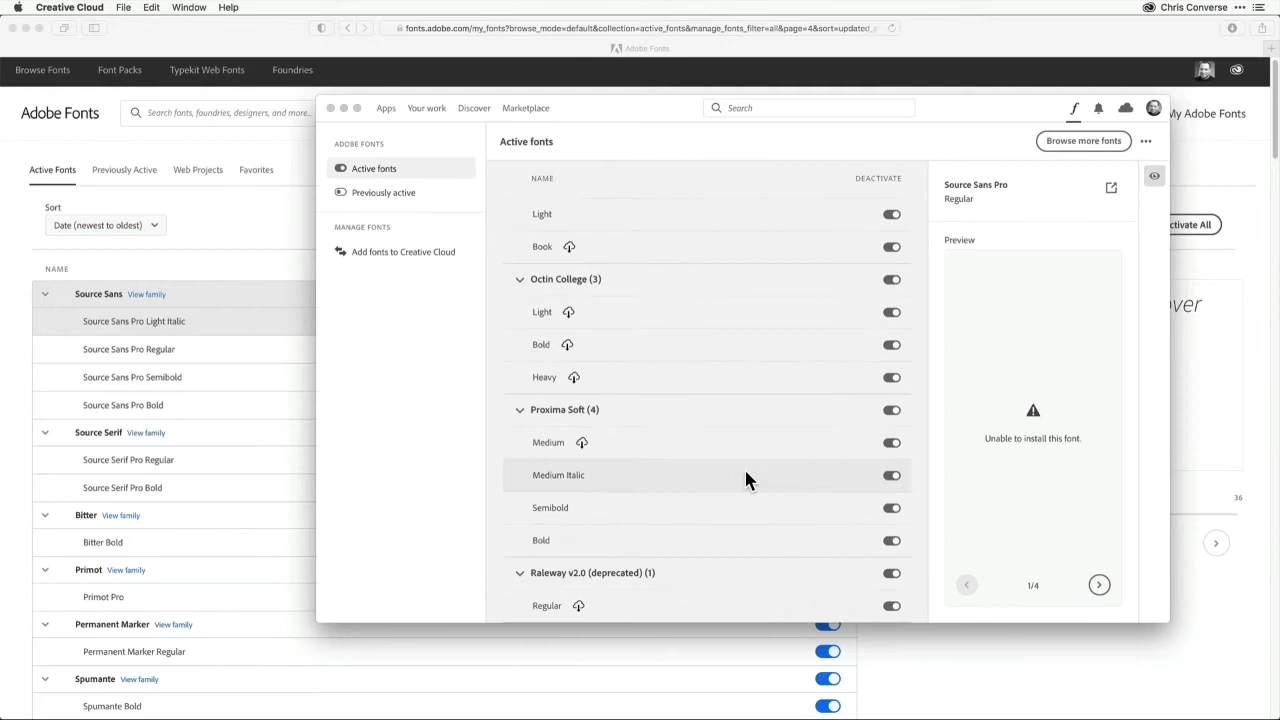 Creative Cloud File Edit Window Help Chris Converse
fonts.adobe.com/my_fonts?browse_mode=default&collection=active_fonts&manage_fonts_filter=all&page=4&sort=updated_a
Adobe Fonts
Browse Fonts Font Packs Typekit Web Fonts Foundries
Adobe Fonts
Search fonts, foundries, designers, and more..
My Adobe Fonts
Active Fonts Previously Active Web Projects Favorites
Sort
Date (newest to oldest)
ctivate All
NAME
Source Sans View family
Source Sans Pro Light Italic
Source Sans Pro Regular
Source Sans Pro Semibold
Source Sans Pro Bold
Source Serif View family
Source Serif Pro Regular
Source Serif Pro Bold
Bitter View family
Bitter Bold
Primot View family
Primot Pro
Permanent Marker View family
Permanent Marker Regular
Spumante View family
Spumante Bold
over
36
Apps Your work Discover Marketplace
Search
ADOBE FONTS
Active fonts
Previously active
MANAGE FONTS
Add fonts to Creative Cloud
Active fonts
Browse more fonts
NAME DEACTIVATE
Light
Book
Octin College (3)
Light
Bold
Heavy
Proxima Soft (4)
Medium
Medium Italic
Semibold
Bold
Raleway v2.0 (deprecated) (1)
Regular
Source Sans Pro
Regular
Preview
Unable to install this font.
1/4